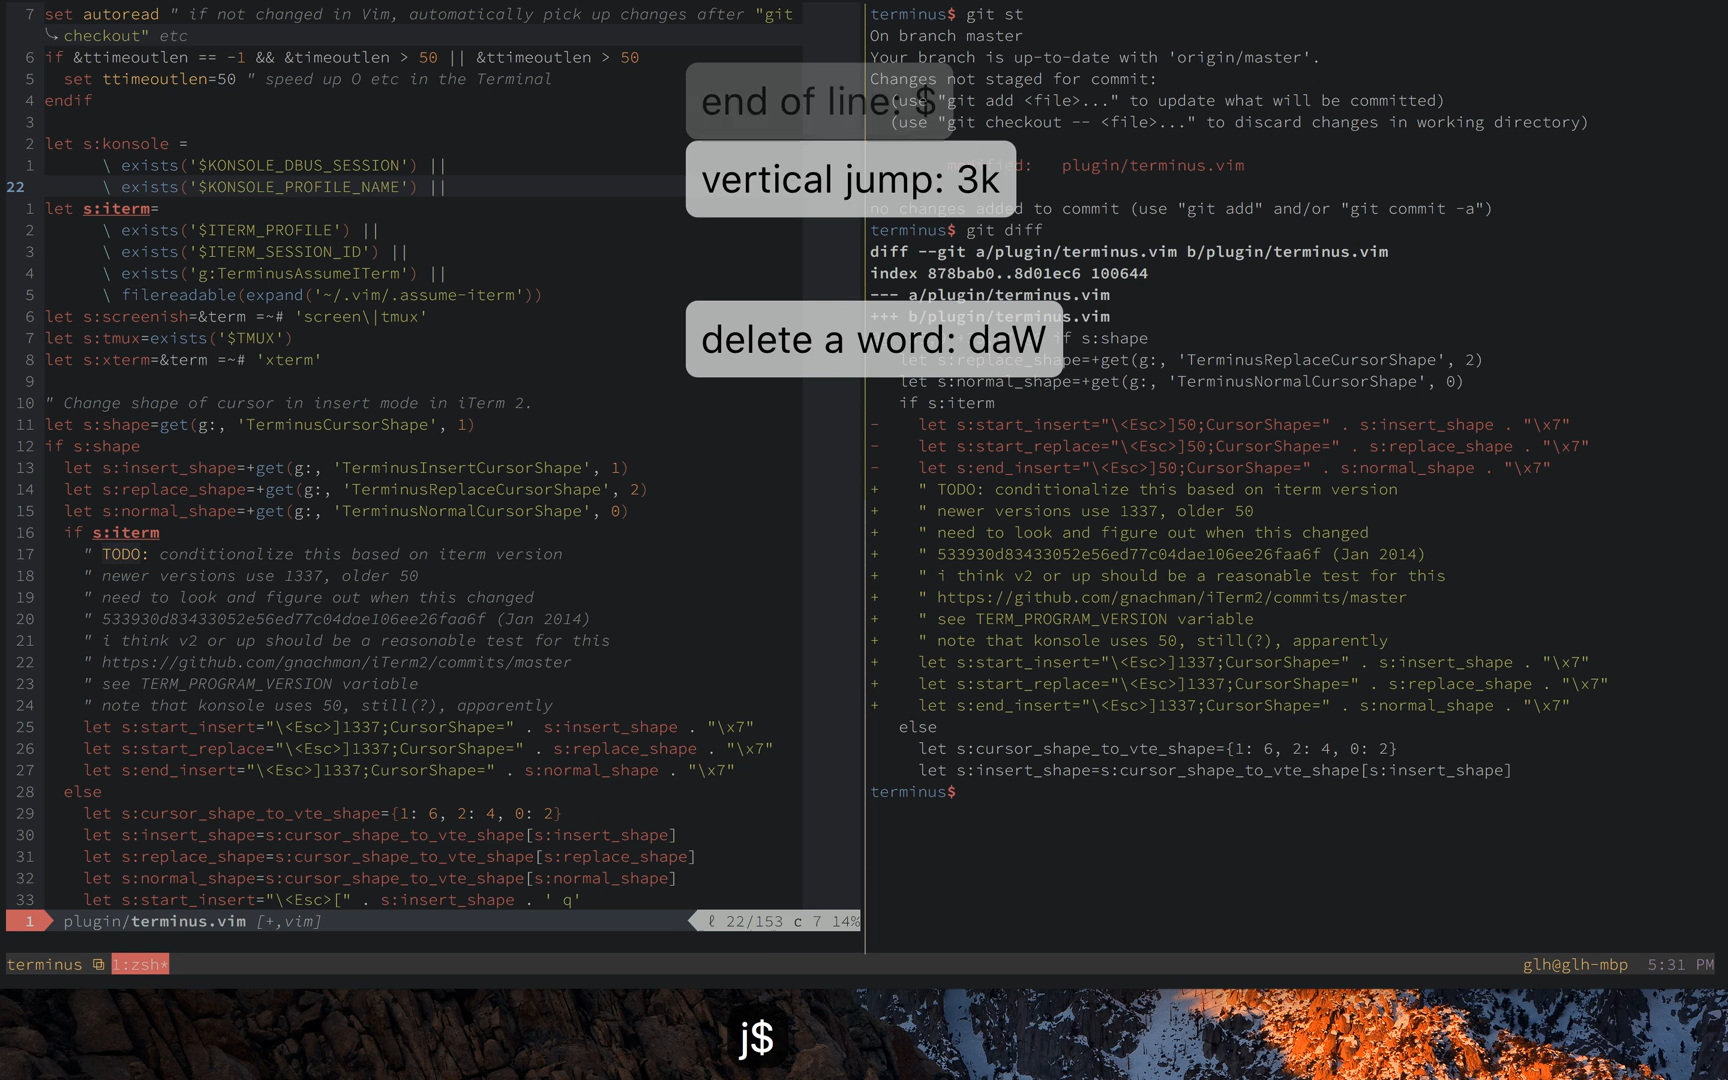 7 set autoread " if not changed in Vim, automatically pick up changes after "git
checkout" etc
6 if &ttimeoutlen == -1 && &timeoutlen > 50 || &ttimeoutlen > 50
5   set ttimeoutlen=50 " speed up O etc in the Terminal
4 endif
3
2 let s:konsole =
1       \ exists('$KONSOLE_DBUS_SESSION') ||
22       \ exists('$KONSOLE_PROFILE_NAME') ||
1 let s:iterm=
2       \ exists('$ITERM_PROFILE') ||
3       \ exists('$ITERM_SESSION_ID') ||
4       \ exists('g:TerminusAssumeITerm') ||
5       \ filereadable(expand('~/.vim/.assume-iterm'))
6 let s:screenish=&term =~# 'screen\|tmux'
7 let s:tmux=exists('$TMUX')
8 let s:xterm=&term =~# 'xterm'
9
10 " Change shape of cursor in insert mode in iTerm 2.
11 let s:shape=get(g:, 'TerminusCursorShape', 1)
12 if s:shape
13   let s:insert_shape=+get(g:, 'TerminusInsertCursorShape', 1)
14   let s:replace_shape=+get(g:, 'TerminusReplaceCursorShape', 2)
15   let s:normal_shape=+get(g:, 'TerminusNormalCursorShape', 0)
16   if s:iterm
17     " TODO: conditionalize this based on iterm version
18     " newer versions use 1337, older 50
19     " need to look and figure out when this changed
20     " 533930d83433052e56ed77c04dae106ee26faa6f (Jan 2014)
21     " i think v2 or up should be a reasonable test for this
22     " https://github.com/gnachman/iTerm2/commits/master
23     " see TERM_PROGRAM_VERSION variable
24     " note that konsole uses 50, still(?), apparently
25     let s:start_insert="\<Esc>]1337;CursorShape=" . s:insert_shape . "\x7"
26     let s:start_replace="\<Esc>]1337;CursorShape=" . s:replace_shape . "\x7"
27     let s:end_insert="\<Esc>]1337;CursorShape=" . s:normal_shape . "\x7"
28   else
29     let s:cursor_shape_to_vte_shape={1: 6, 2: 4, 0: 2}
30     let s:insert_shape=s:cursor_shape_to_vte_shape[s:insert_shape]
31     let s:replace_shape=s:cursor_shape_to_vte_shape[s:replace_shape]
32     let s:normal_shape=s:cursor_shape_to_vte_shape[s:normal_shape]
33     let s:start_insert="\<Esc>[" . s:insert_shape . ' q'
1 plugin/terminus.vim [+,vim] ℓ 22/153 c 7 14%
end of line: $
vertical jump: 3k
delete a word: daW
terminus$ git st
On branch master
Your branch is up-to-date with 'origin/master'.
Changes not staged for commit:
(use "git add <file>..." to update what will be committed)
(use "git checkout -- <file>..." to discard changes in working directory)
modified:   plugin/terminus.vim
no changes added to commit (use "git add" and/or "git commit -a")
terminus$ git diff
diff --git a/plugin/terminus.vim b/plugin/terminus.vim
index 878bab0..8d01ec6 100644
--- a/plugin/terminus.vim
+++ b/plugin/terminus.vim
if s:shape
let s:replace_shape=+get(g:, 'TerminusReplaceCursorShape', 2)
let s:normal_shape=+get(g:, 'TerminusNormalCursorShape', 0)
if s:iterm
-    let s:start_insert="\<Esc>]50;CursorShape=" . s:insert_shape . "\x7"
-    let s:start_replace="\<Esc>]50;CursorShape=" . s:replace_shape . "\x7"
-    let s:end_insert="\<Esc>]50;CursorShape=" . s:normal_shape . "\x7"
+    " TODO: conditionalize this based on iterm version
+    " newer versions use 1337, older 50
+    " need to look and figure out when this changed
+    " 533930d83433052e56ed77c04dae106ee26faa6f (Jan 2014)
+    " i think v2 or up should be a reasonable test for this
+    " https://github.com/gnachman/iTerm2/commits/master
+    " see TERM_PROGRAM_VERSION variable
+    " note that konsole uses 50, still(?), apparently
+    let s:start_insert="\<Esc>]1337;CursorShape=" . s:insert_shape . "\x7"
+    let s:start_replace="\<Esc>]1337;CursorShape=" . s:replace_shape . "\x7"
+    let s:end_insert="\<Esc>]1337;CursorShape=" . s:normal_shape . "\x7"
else
let s:cursor_shape_to_vte_shape={1: 6, 2: 4, 0: 2}
let s:insert_shape=s:cursor_shape_to_vte_shape[s:insert_shape]
terminus$
terminus 1:zsh* glh@glh-mbp 5:31 PM
j$